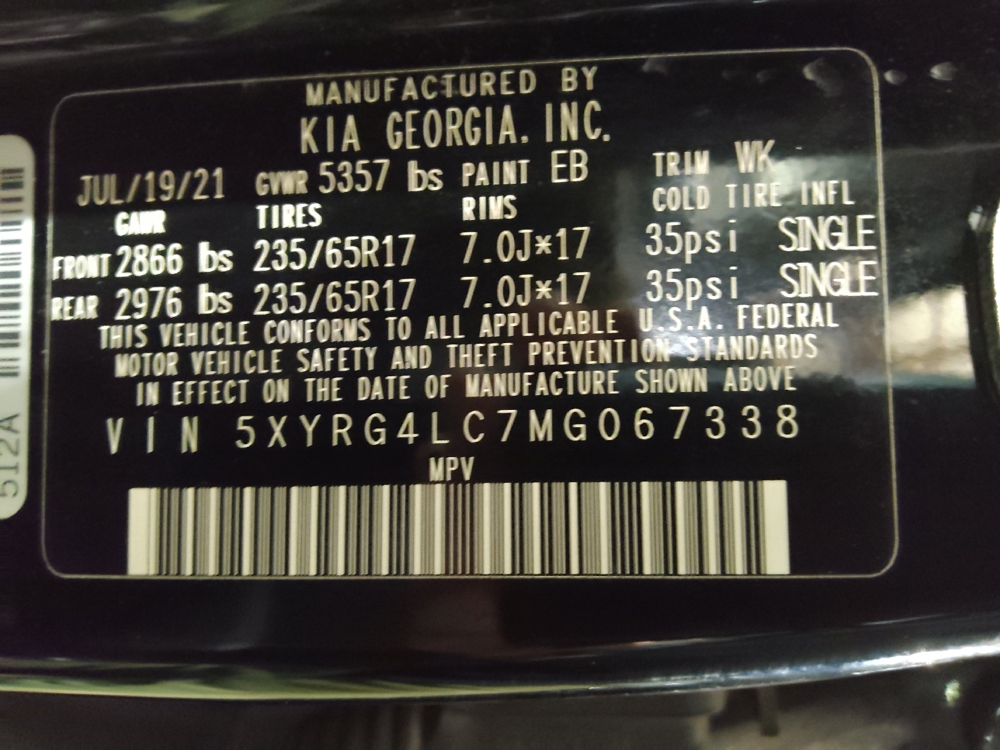 MANUFACTURED BY
KIA GEORGIA, INC.
JUL/19/21 GVWR 5357 lbs PAINT EB TRIM WK
GAWR TIRES RIMS COLD TIRE INFL
FRONT 2866 lbs 235/65R17 7.0J*17 35psi SINGLE
REAR 2976 lbs 235/65R17 7.0J*17 35psi SINGLE
THIS VEHICLE CONFORMS TO ALL APPLICABLE U.S.A. FEDERAL
MOTOR VEHICLE SAFETY AND THEFT PREVENTION STANDARDS
IN EFFECT ON THE DATE OF MANUFACTURE SHOWN ABOVE
VIN 5XYRG4LC7MG067338
MPV
512A